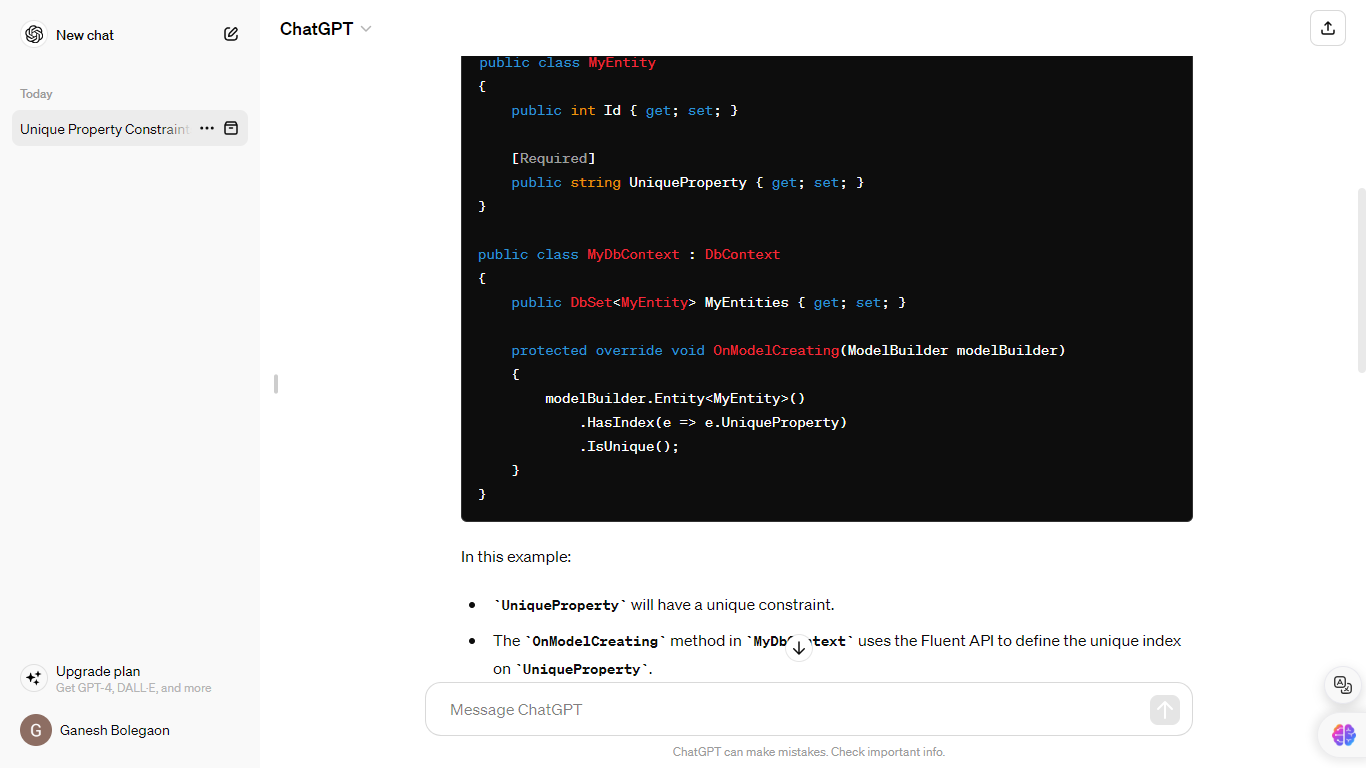 New chat
Today
Unique Property Constraint
Upgrade plan
Get GPT-4, DALL·E, and more
G
Ganesh Bolegaon
ChatGPT
public class MyEntity
{
    public int Id { get; set; }
    [Required]
    public string UniqueProperty { get; set; }
}
public class MyDbContext : DbContext
{
    public DbSet<MyEntity> MyEntities { get; set; }
    protected override void OnModelCreating(ModelBuilder modelBuilder)
    {
        modelBuilder.Entity<MyEntity>()
            .HasIndex(e => e.UniqueProperty)
            .IsUnique();
    }
}
In this example:
• `UniqueProperty` will have a unique constraint.
• The `OnModelCreating` method in `MyDbContext` uses the Fluent API to define the unique index
on `UniqueProperty`.
Message ChatGPT
ChatGPT can make mistakes. Check important info.